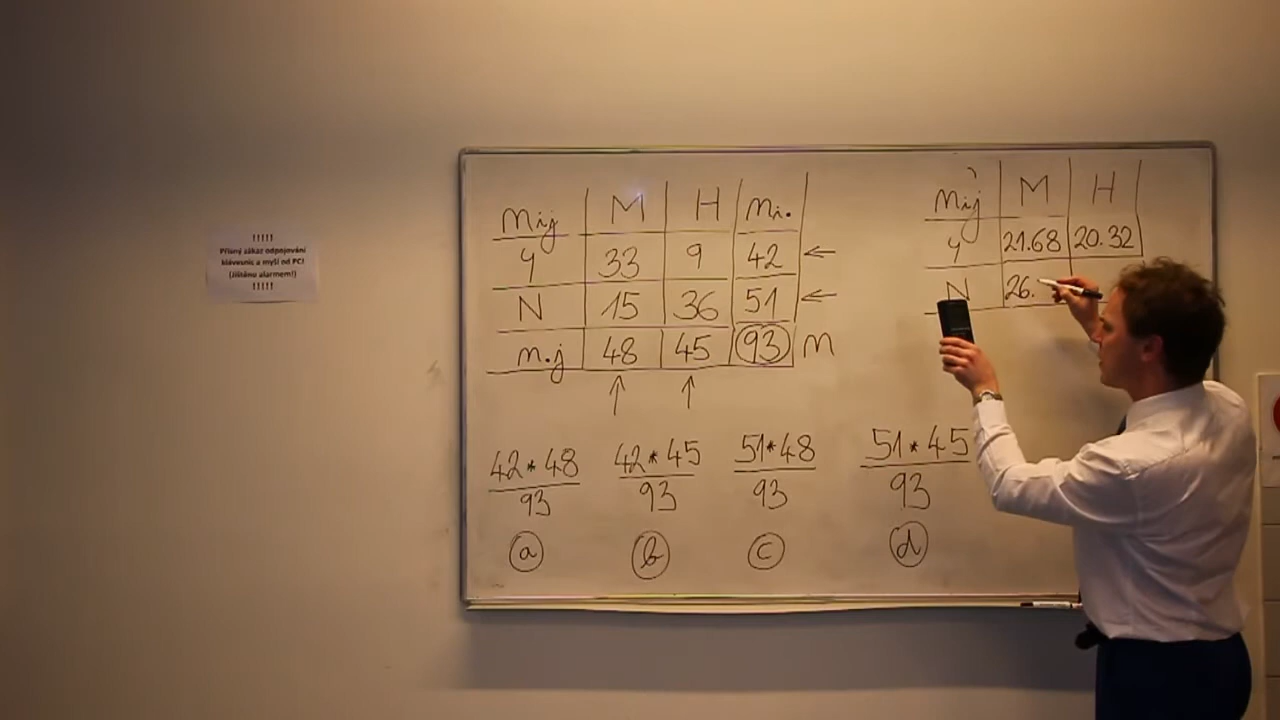 !!!!!
Přísný zákaz odpojování
klávesnic a myší od PC!
(Jištěno alarmem!)
!!!!!
mij M H mi.
Y 33 9 42 ←
N 15 36 51 ←
m.j 48 45 93 M
↑ ↑
42*48
93
a
42*45
93
b
51*48
93
c
51*45
93
d
mij M H
Y 21.68 20.32
N 26.